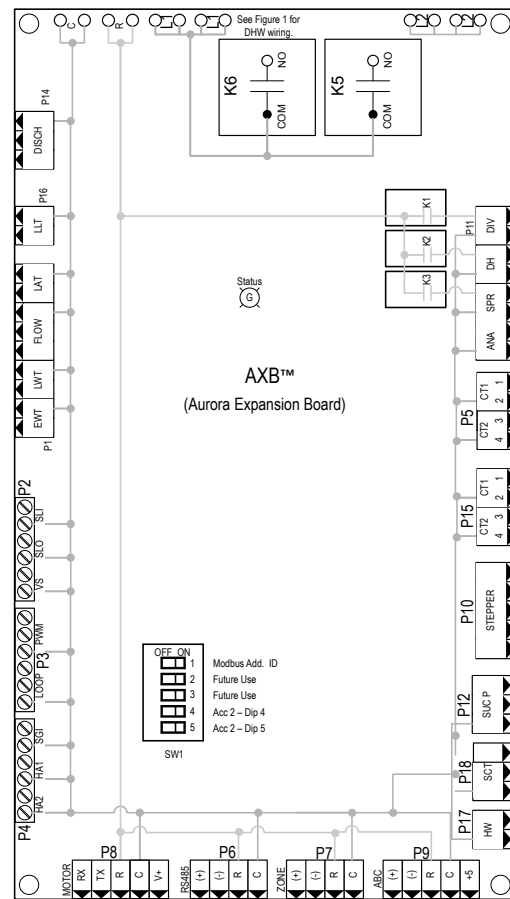 C
R
L1
L1
See Figure 1 for
DHW wiring.
L2
L2
K6
NO
COM
K5
NO
COM
P14
DISCH
P16
LLT
LAT
FLOW
LWT
EWT
P1
K1
K2
K3
P11
DIV
DH
SPR
ANA
Status
G
AXB™
(Aurora Expansion Board)
P5
CT1
1
2
CT2
3
4
P15
CT1
1
2
CT2
3
4
P2
SLI
SLO
VS
P3
PWM
LOOP
P4
SGI
HA1
HA2
P10
STEPPER
P12
SUC P
P18
SCT
P17
HW
OFF ON
1 Modbus Add. ID
2 Future Use
3 Future Use
4 Acc 2 – Dip 4
5 Acc 2 – Dip 5
SW1
P8
MOTOR
RX
TX
R
C
V+
P6
RS485
(+)
(-)
R
C
P7
ZONE
(+)
(-)
R
C
P9
ABC
(+)
(-)
R
C
+5